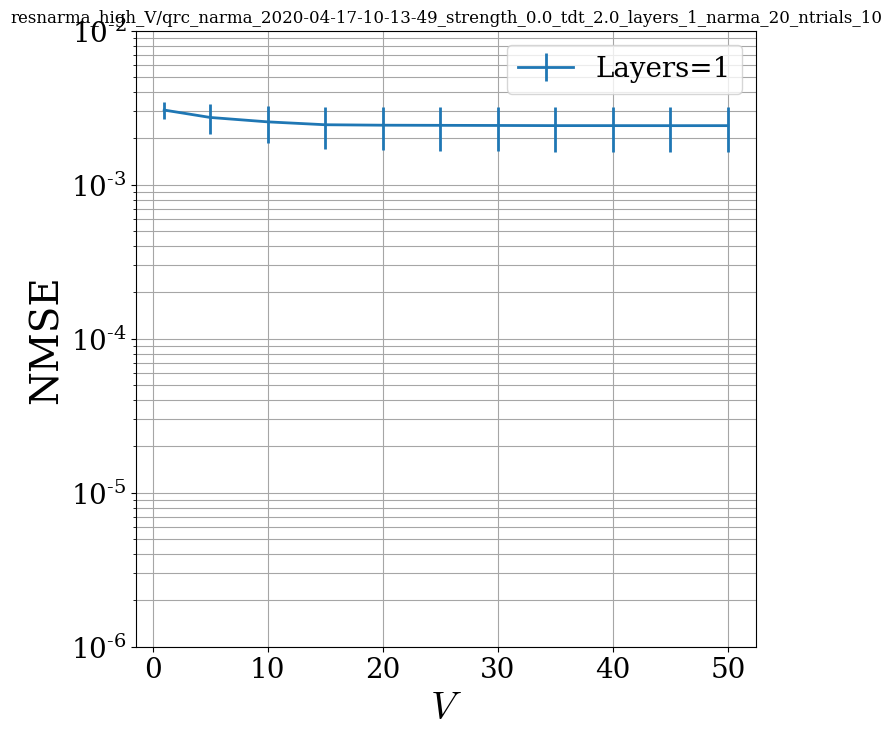 resnarma_high_V/qrc_narma_2020-04-17-10-13-49_strength_0.0_tdt_2.0_layers_1_narma_20_ntrials_10
10⁻²
Layers=1
10⁻³
NMSE
10⁻⁴
10⁻⁵
10⁻⁶
0 10 20 30 40 50
V